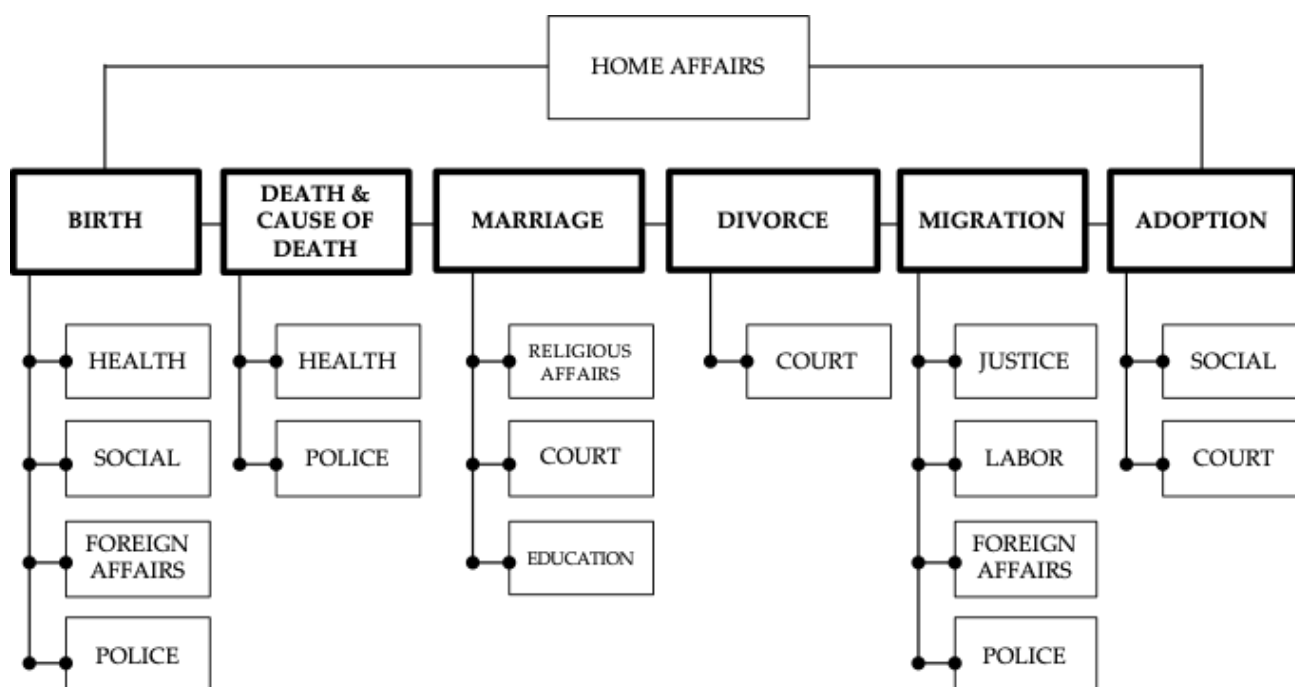 HOME AFFAIRS
BIRTH
DEATH &
CAUSE OF
DEATH
MARRIAGE
DIVORCE
MIGRATION
ADOPTION
HEALTH
SOCIAL
FOREIGN
AFFAIRS
POLICE
HEALTH
POLICE
RELIGIOUS
AFFAIRS
COURT
EDUCATION
COURT
JUSTICE
LABOR
FOREIGN
AFFAIRS
POLICE
SOCIAL
COURT